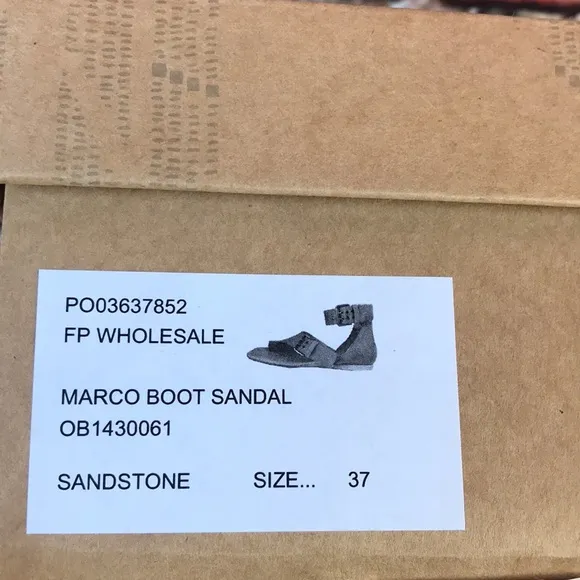 PO03637852
FP WHOLESALE
MARCO BOOT SANDAL
OB1430061
SANDSTONE SIZE... 37